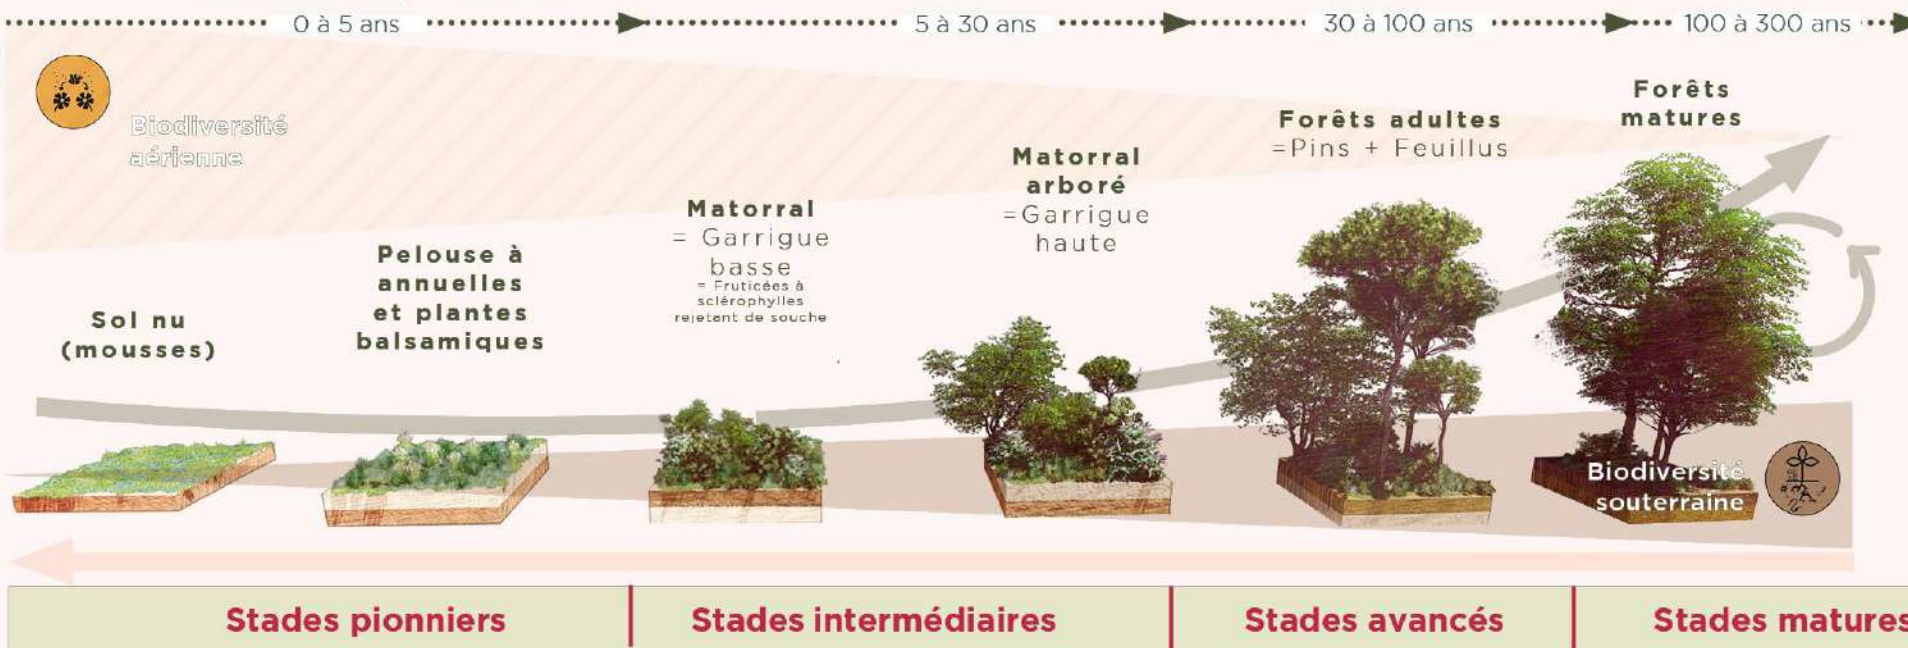 0 à 5 ans
5 à 30 ans
30 à 100 ans
100 à 300 ans
Biodiversité
aérienne
Sol nu
(mousses)
Pelouse à
annuelles
et plantes
balsamiques
Matorral
= Garrigue
basse
= Fruticées à
sclérophylles
rejetant de souche
Matorral
arboré
=Garrigue
haute
Forêts adultes
=Pins + Feuillus
Forêts
matures
Biodiversité
souterraine
Stades pionniers
Stades intermédiaires
Stades avancés
Stades matures